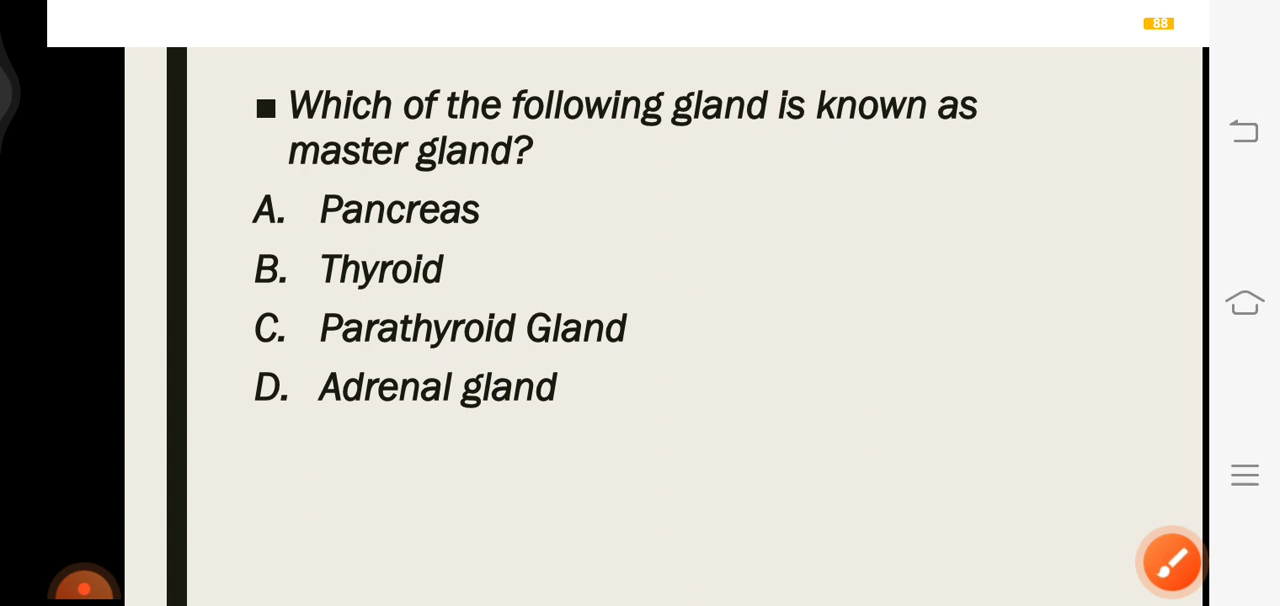 88
■ Which of the following gland is known as
master gland?
A. Pancreas
B. Thyroid
C. Parathyroid Gland
D. Adrenal gland